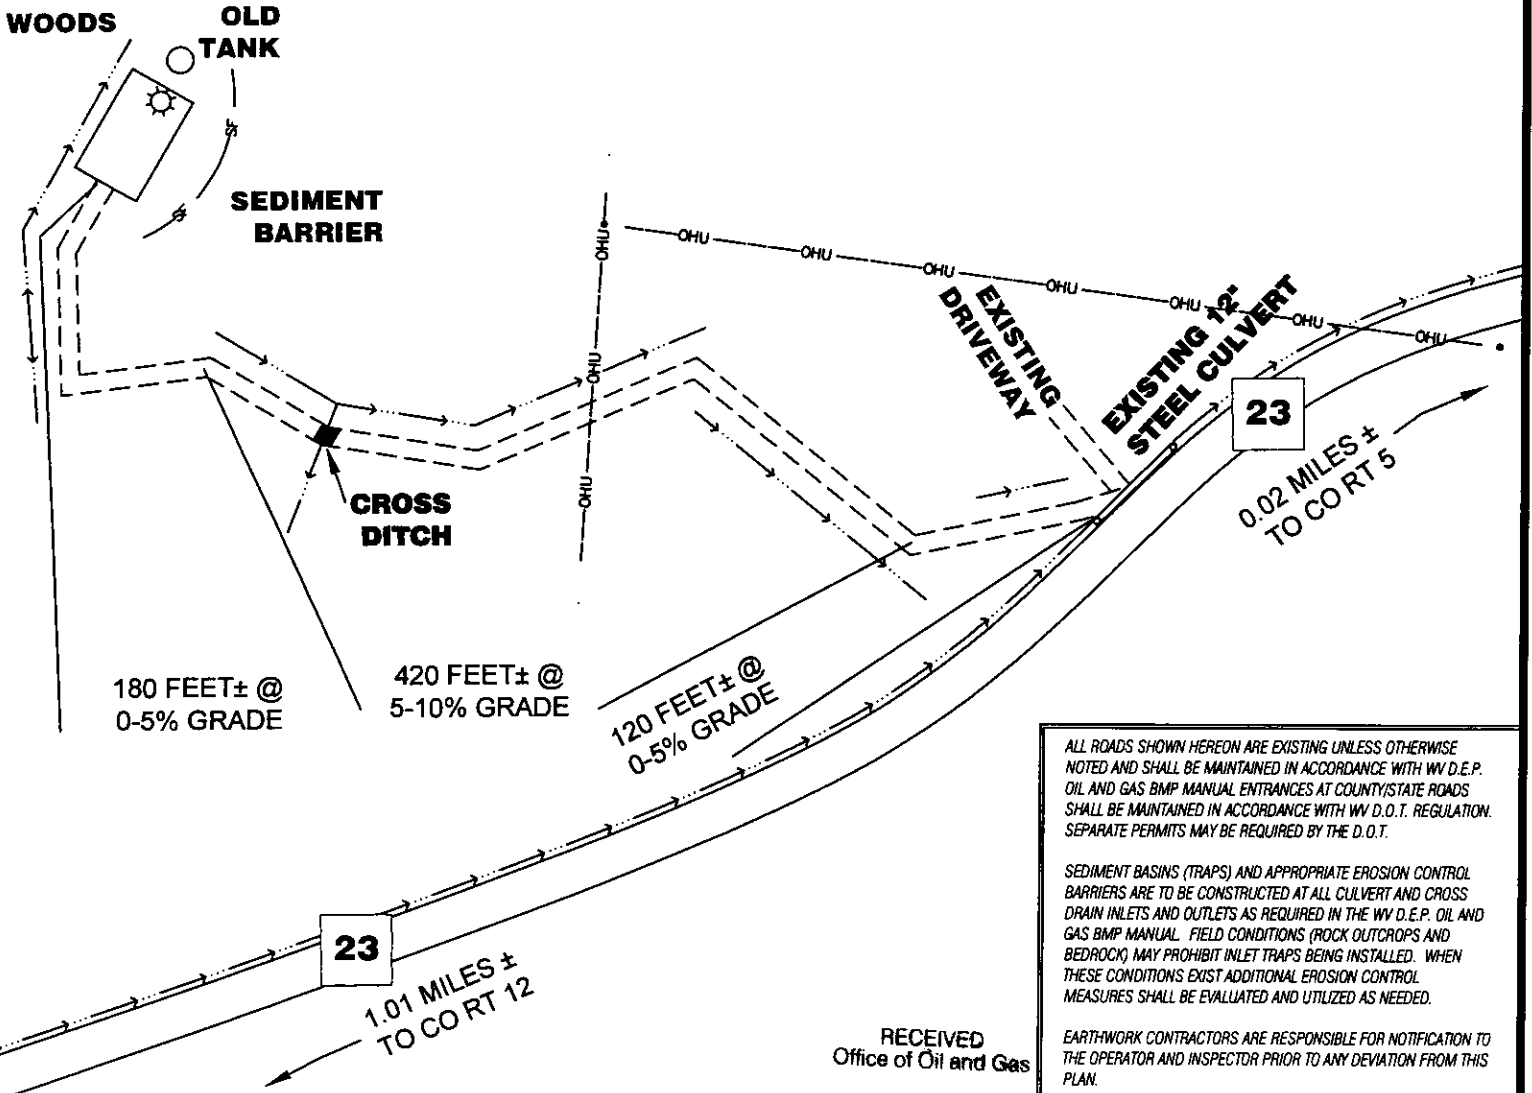 WOODS
OLD
TANK
SF
SF
SEDIMENT
BARRIER
OHU
OHU
OHU
OHU
OHU
OHU
OHU
OHU
OHU
OHU
EXISTING
DRIVEWAY
EXISTING 12"
STEEL CULVERT
23
0.02 MILES ±
TO CO RT 5
CROSS
DITCH
180 FEET± @
0-5% GRADE
420 FEET± @
5-10% GRADE
120 FEET± @
0-5% GRADE
23
1.01 MILES ±
TO CO RT 12
RECEIVED
Office of Oil and Gas
ALL ROADS SHOWN HEREON ARE EXISTING UNLESS OTHERWISE
NOTED AND SHALL BE MAINTAINED IN ACCORDANCE WITH WV D.E.P.
OIL AND GAS BMP MANUAL ENTRANCES AT COUNTY/STATE ROADS
SHALL BE MAINTAINED IN ACCORDANCE WITH WV D.O.T. REGULATION.
SEPARATE PERMITS MAY BE REQUIRED BY THE D.O.T.
SEDIMENT BASINS (TRAPS) AND APPROPRIATE EROSION CONTROL
BARRIERS ARE TO BE CONSTRUCTED AT ALL CULVERT AND CROSS
DRAIN INLETS AND OUTLETS AS REQUIRED IN THE WV D.E.P. OIL AND
GAS BMP MANUAL. FIELD CONDITIONS (ROCK OUTCROPS AND
BEDROCK) MAY PROHIBIT INLET TRAPS BEING INSTALLED. WHEN
THESE CONDITIONS EXIST ADDITIONAL EROSION CONTROL
MEASURES SHALL BE EVALUATED AND UTILIZED AS NEEDED.
EARTHWORK CONTRACTORS ARE RESPONSIBLE FOR NOTIFICATION TO
THE OPERATOR AND INSPECTOR PRIOR TO ANY DEVIATION FROM THIS
PLAN.